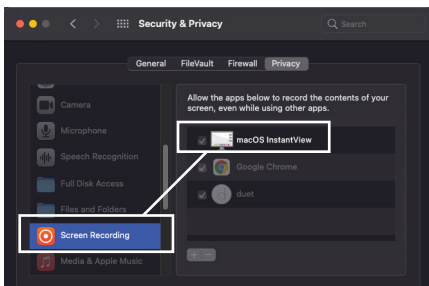 Security & Privacy
Search
General FileVault Firewall Privacy
Camera
Microphone
Speech Recognition
Full Disk Access
Files and Folders
Screen Recording
Media & Apple Music
Allow the apps below to record the contents of your
screen, even while using other apps.
macOS InstantView
Google Chrome
duet